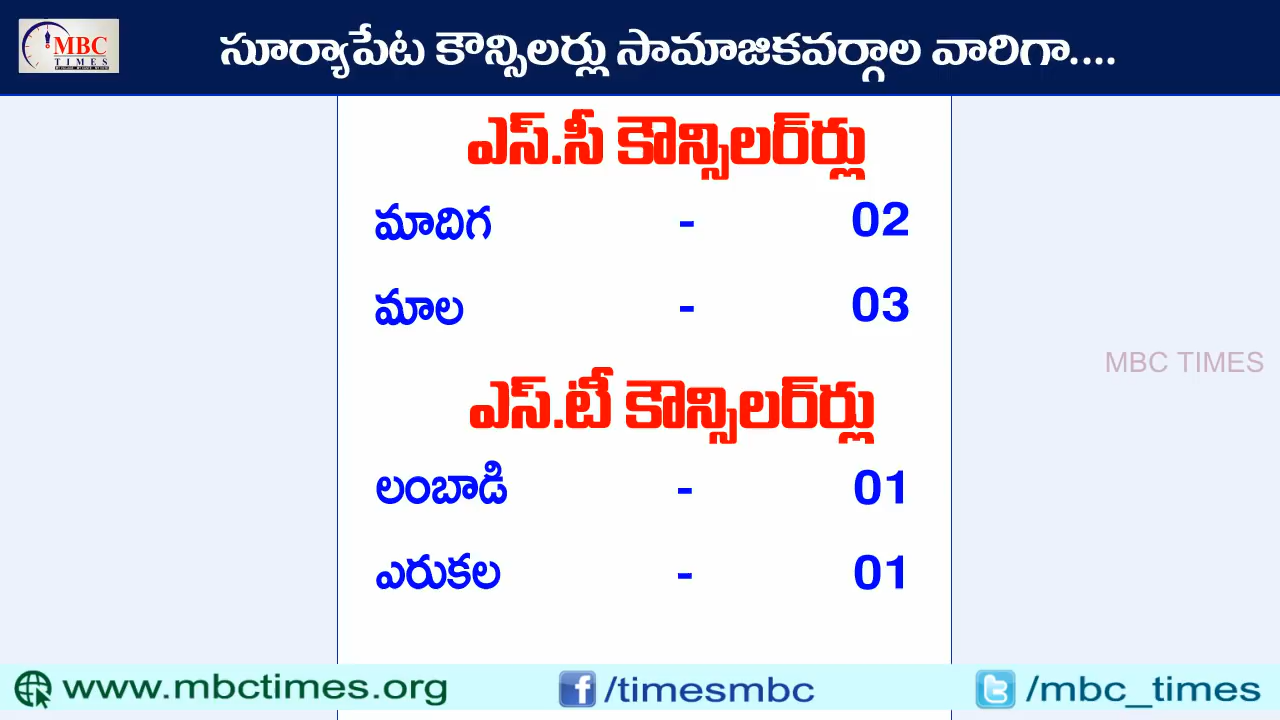 MBC
TIMES
సూర్యాపేట కౌన్సిలర్లు సామాజికవర్గాల వారిగా....
ఎస్.సీ కౌన్సిలర్‌ర్లు
మాదిగ - 02
మాల - 03
MBC TIMES
ఎస్.టీ కౌన్సిలర్‌ర్లు
లంబాడి - 01
ఎరుకల - 01
www.mbctimes.org /timesmbc /mbc_times